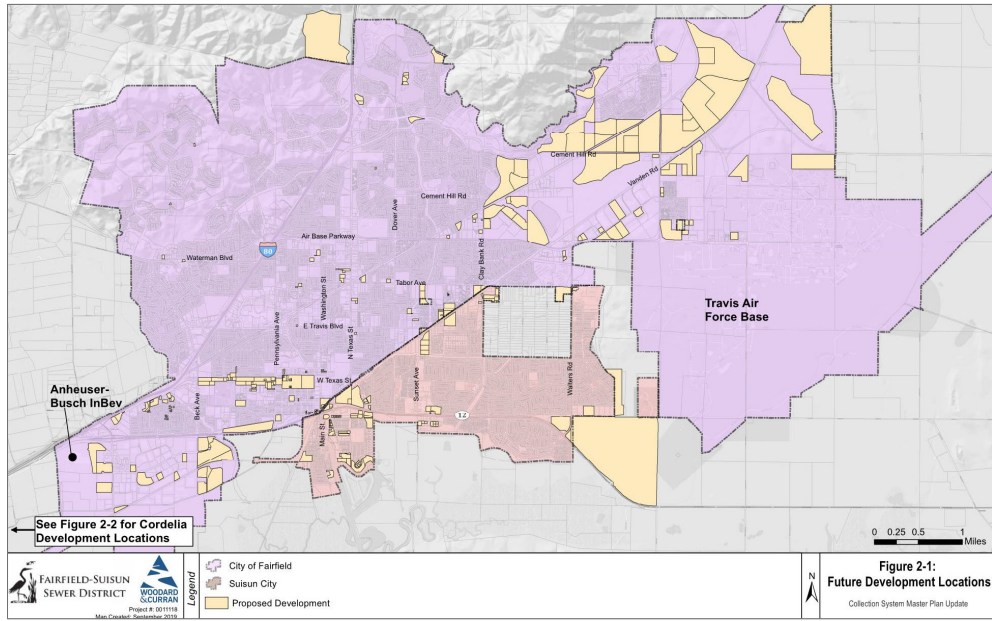 Cement Hill Rd
Vanden Rd
Cement Hill Rd
Dover Ave
Air Base Parkway
80
Waterman Blvd
Clay Bank Rd
Washington St
Tabor Ave
Travis Air
Force Base
Pennsylvania Ave
E Travis Blvd
N Texas St
Anheuser-
Busch InBev
W Texas St
Sunset Ave
Walters Rd
Beck Ave
12
Main St
See Figure 2-2 for Cordelia
Development Locations
0 0.25 0.5 1
Miles
FAIRFIELD-SUISUN
SEWER DISTRICT
WOODARD
&CURRAN
Project #: 0011118
Map Created: September 2019
Legend
City of Fairfield
Suisun City
Proposed Development
N
Figure 2-1:
Future Development Locations
Collection System Master Plan Update